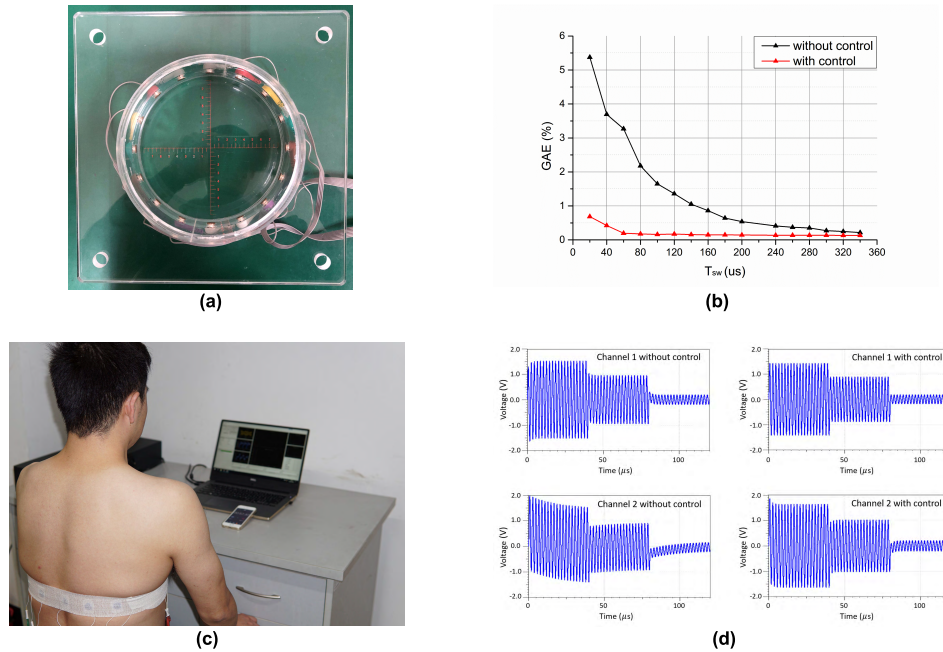 (a)
6
5
4
3
2
1
0
GAE (%)
without control
with control
0 40 80 120 160 200 240 280 320 360
Tsw (us)
(b)
(c)
2.0
1.0
0.0
-1.0
-2.0
Voltage (V)
Channel 1 without control
0 50 100
Time (μs)
2.0
1.0
0.0
-1.0
-2.0
Voltage (V)
Channel 1 with control
0 50 100
Time (μs)
2.0
1.0
0.0
-1.0
-2.0
Voltage (V)
Channel 2 without control
0 50 100
Time (μs)
2.0
1.0
0.0
-1.0
-2.0
Voltage (V)
Channel 2 with control
0 50 100
Time (μs)
(d)